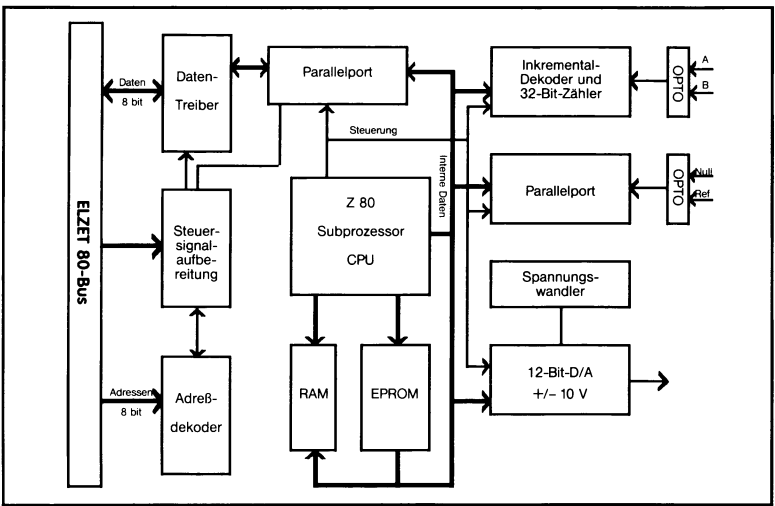 ELZET 80-Bus
Daten
8 bit
Daten-
Treiber
Parallelport
Inkremental-
Dekoder und
32-Bit-Zähler
OPTO
A
B
Steuerung
Interne Daten
Steuer-
signal-
aufbe-
reitung
Z 80
Subprozessor
CPU
Parallelport
OPTO
Null
Ref
Spannungs-
wandler
Adressen
8 bit
Adreß-
dekoder
RAM
EPROM
12-Bit-D/A
+/- 10 V